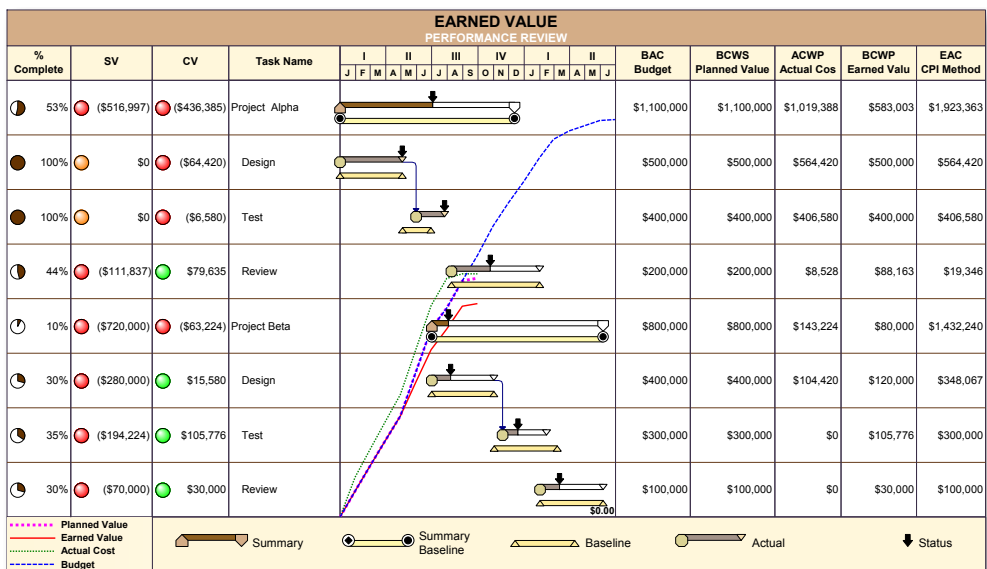 EARNED VALUE
PERFORMANCE REVIEW
% Complete SV CV Task Name I II III IV I II BAC Budget BCWS Planned Value ACWP Actual Cos BCWP Earned Valu EAC CPI Method
J F M A M J J A S O N D J F M A M J
53% ($516,997) ($436,385) Project Alpha $1,100,000 $1,100,000 $1,019,388 $583,003 $1,923,363
100% $0 ($64,420) Design $500,000 $500,000 $564,420 $500,000 $564,420
100% $0 ($6,580) Test $400,000 $400,000 $406,580 $400,000 $406,580
44% ($111,837) $79,635 Review $200,000 $200,000 $8,528 $88,163 $19,346
10% ($720,000) ($63,224) Project Beta $800,000 $800,000 $143,224 $80,000 $1,432,240
30% ($280,000) $15,580 Design $400,000 $400,000 $104,420 $120,000 $348,067
35% ($194,224) $105,776 Test $300,000 $300,000 $0 $105,776 $300,000
30% ($70,000) $30,000 Review $100,000 $100,000 $0 $30,000 $100,000
$0.00
Planned Value
Earned Value
Actual Cost
Budget
Summary
Summary Baseline
Baseline
Actual
Status